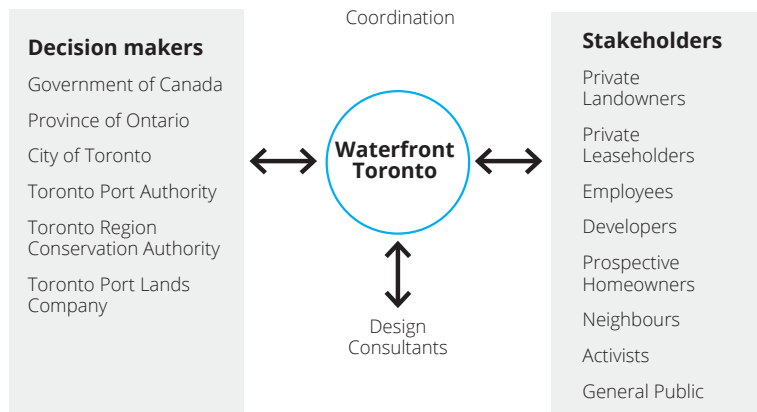 Coordination
Decision makers
Government of Canada
Province of Ontario
City of Toronto
Toronto Port Authority
Toronto Region
Conservation Authority
Toronto Port Lands
Company
Waterfront
Toronto
Design
Consultants
Stakeholders
Private
Landowners
Private
Leaseholders
Employees
Developers
Prospective
Homeowners
Neighbours
Activists
General Public